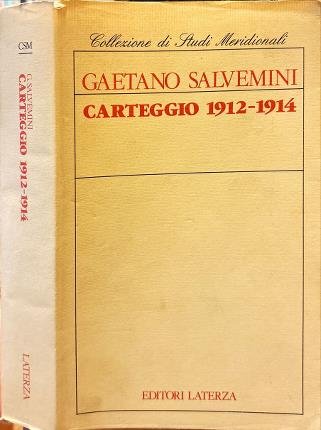 CSM
G. SALVEMINI
CARTEGGIO 1912-1914
LATERZA
Collezione di Studi Meridionali
GAETANO SALVEMINI
CARTEGGIO 1912-1914
EDITORI LATERZA